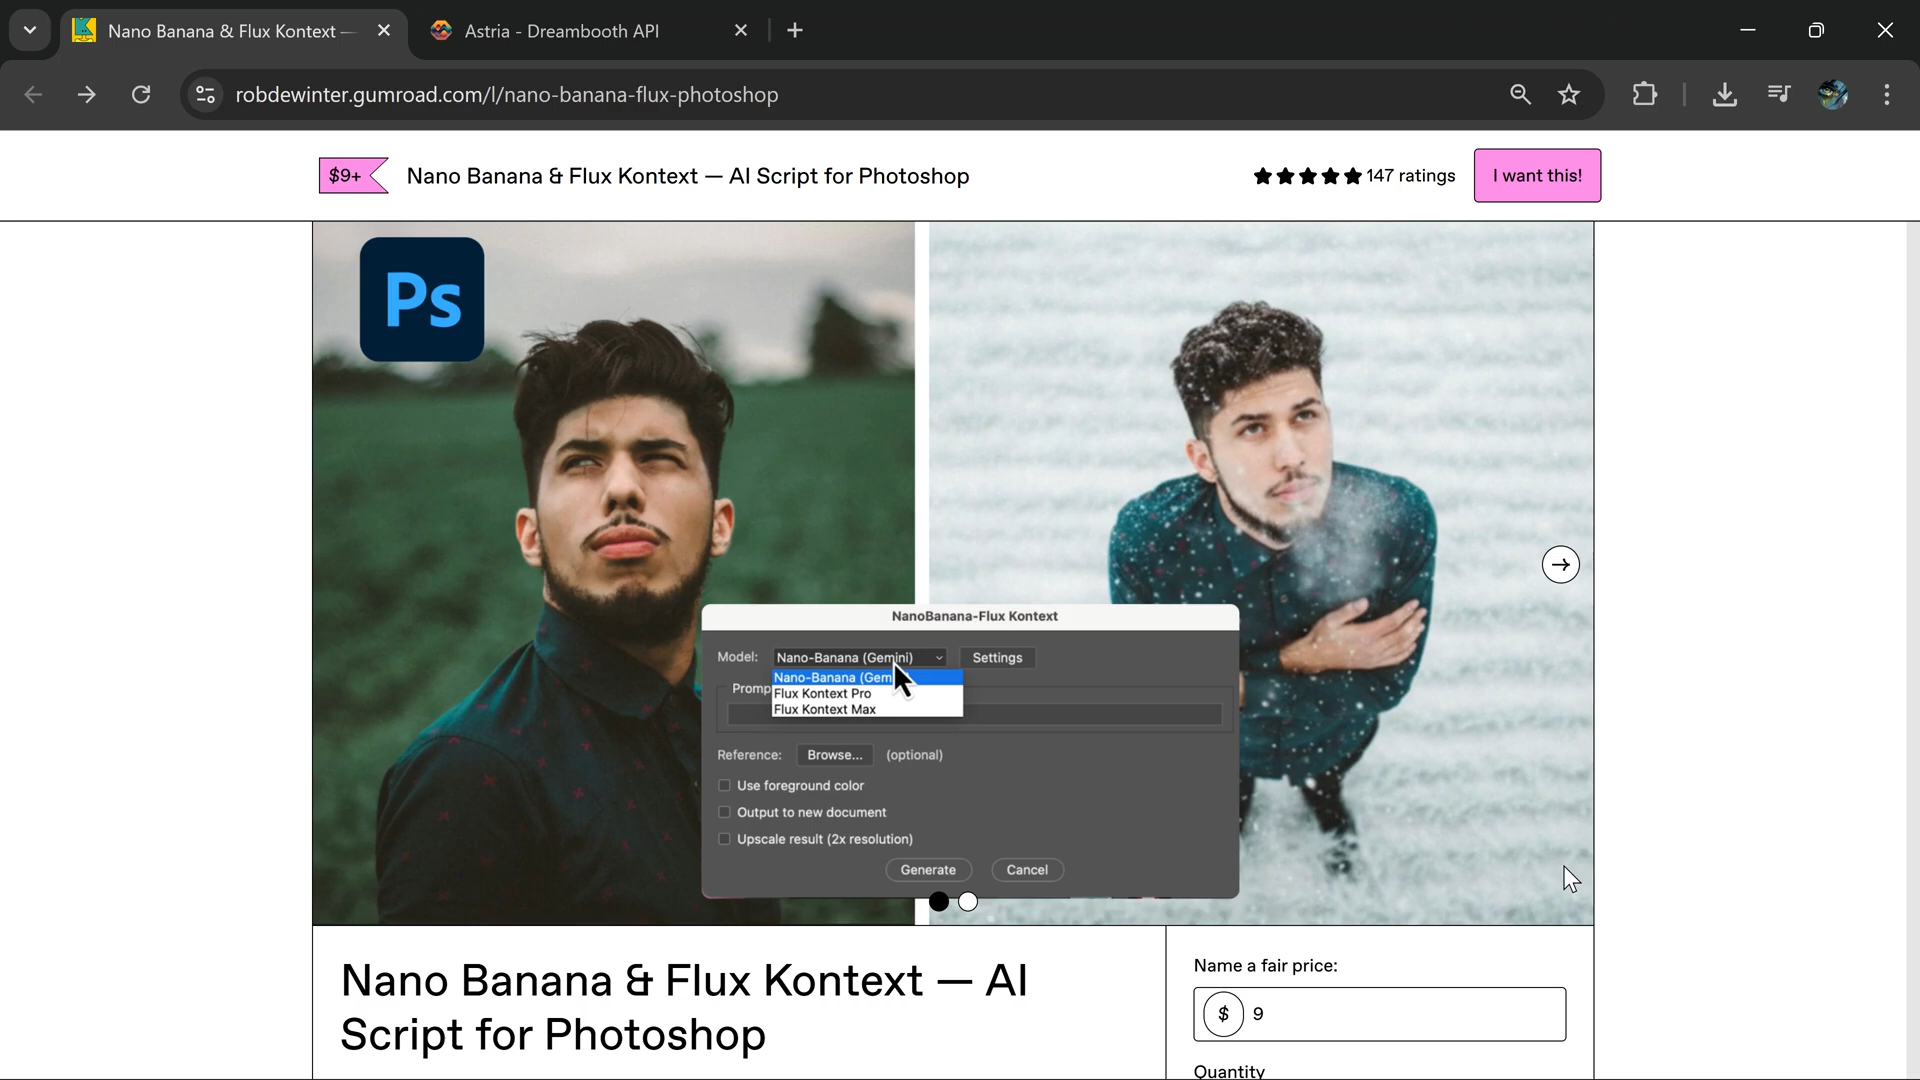 Nano Banana & Flux Kontext —
Astria - Dreambooth API
robdewinter.gumroad.com/l/nano-banana-flux-photoshop
$9+
Nano Banana & Flux Kontext — AI Script for Photoshop
147 ratings
I want this!
Ps
NanoBanana-Flux Kontext
Model:
Nano-Banana (Gemini)
Settings
Nano-Banana (Gem
Promp
Flux Kontext Pro
Flux Kontext Max
Reference:
Browse...
(optional)
Use foreground color
Output to new document
Upscale result (2x resolution)
Generate
Cancel
Nano Banana & Flux Kontext — AI
Script for Photoshop
Name a fair price:
$
9
Quantity